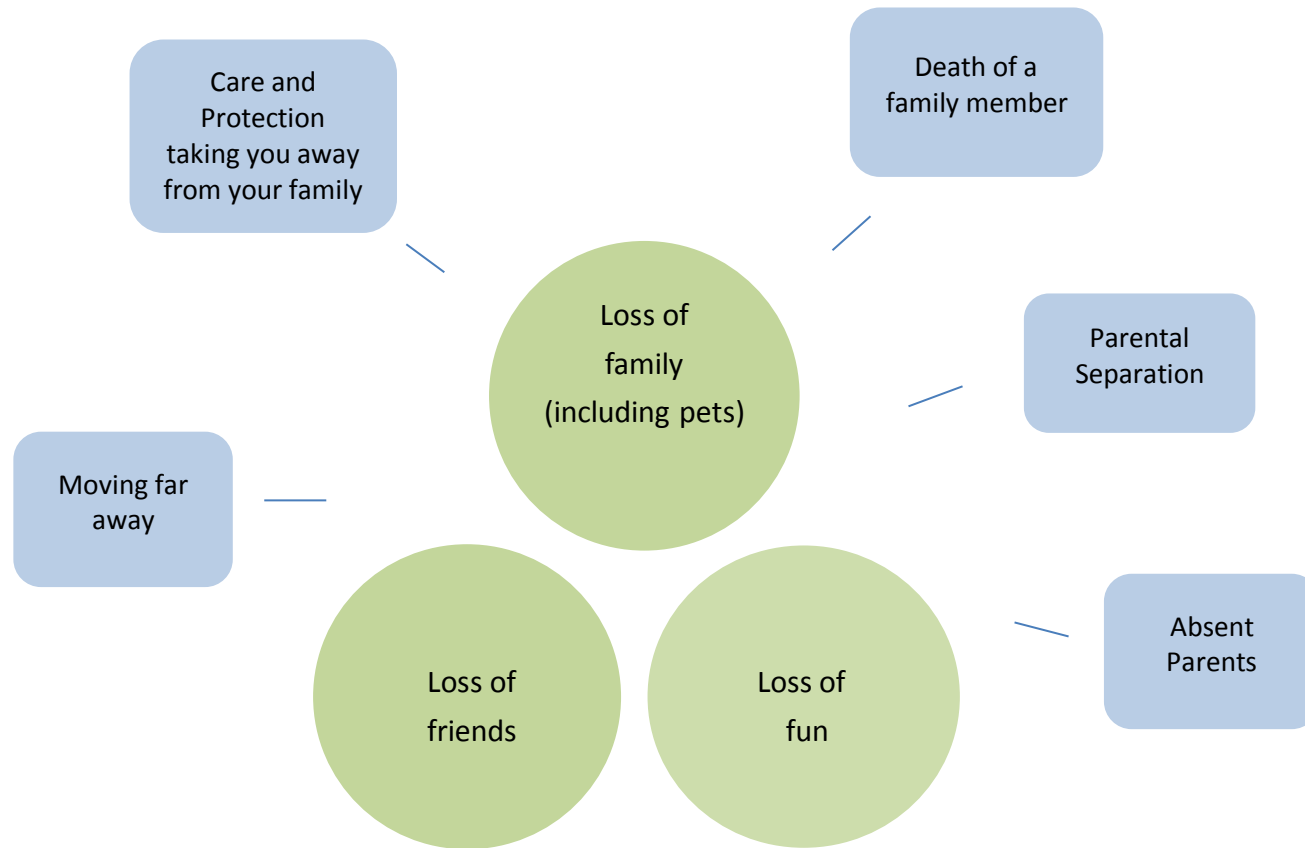 Care and
Protection
taking you away
from your family
Death of a
family member
Loss of
family
(including pets)
Parental
Separation
Moving far
away
Absent
Parents
Loss of
friends
Loss of
fun